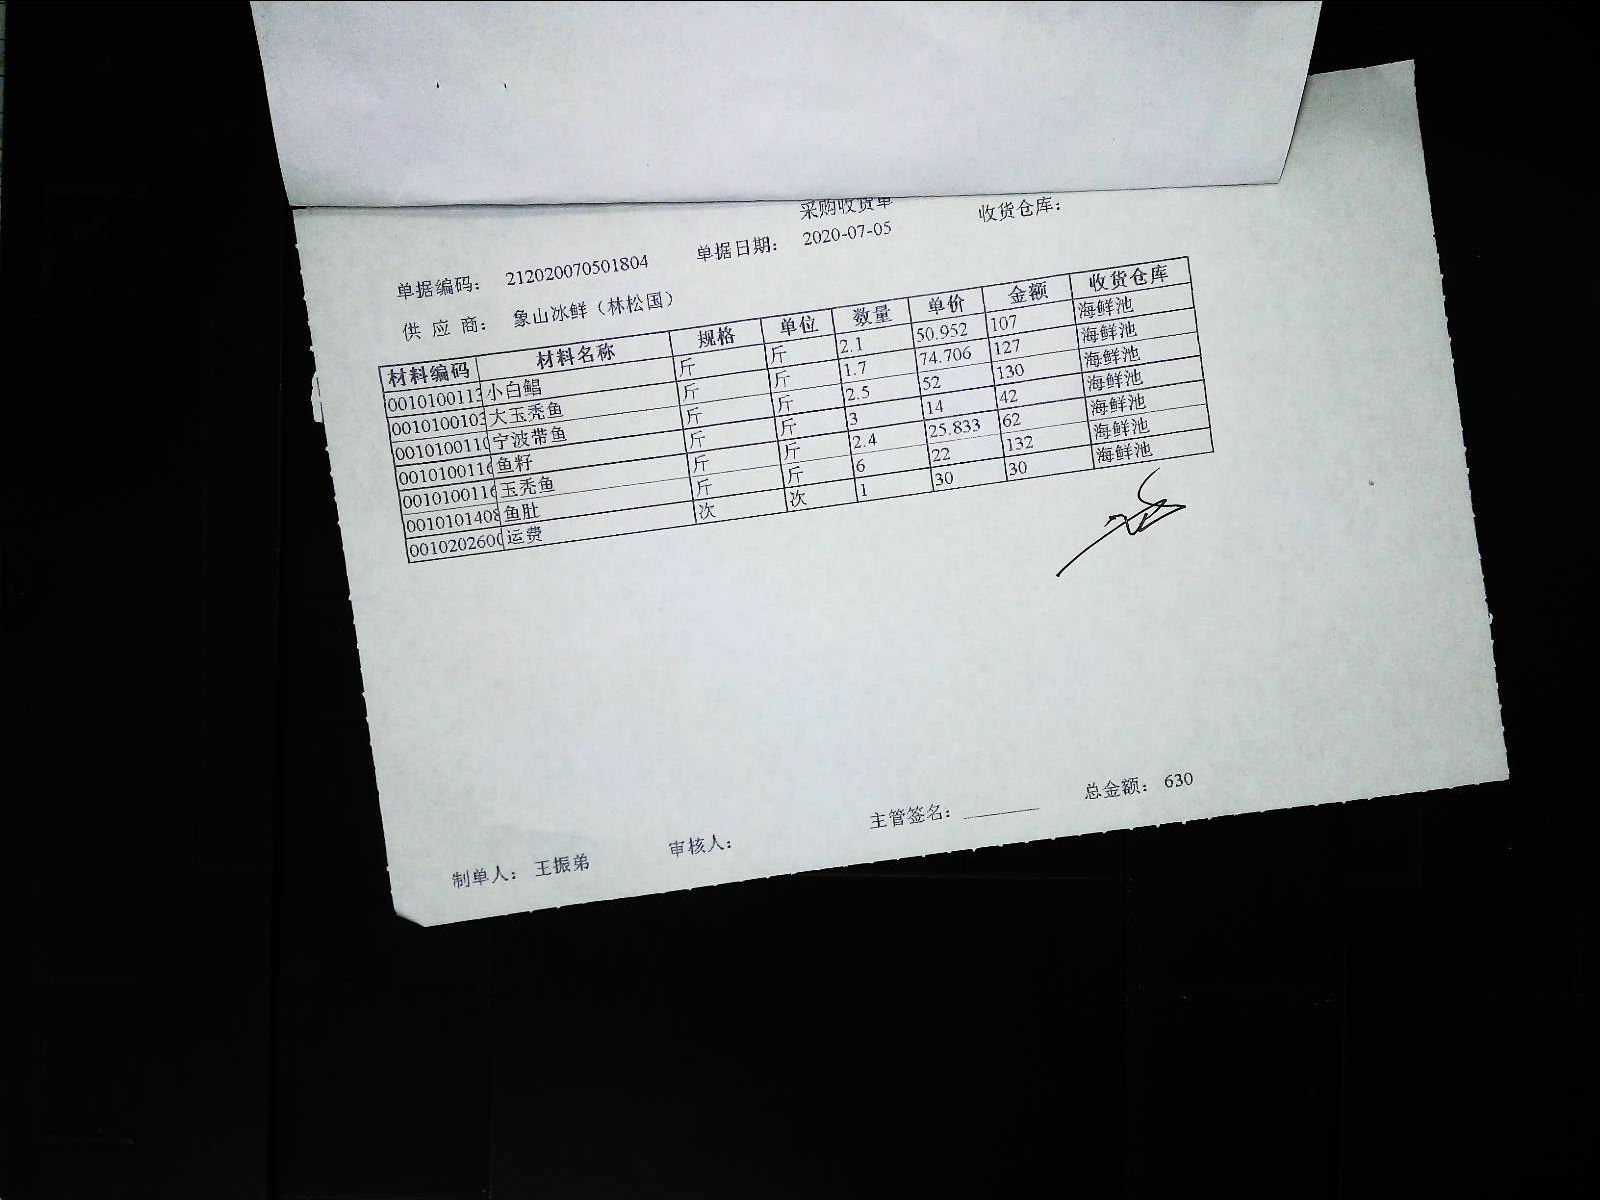 采购收货单
单据编码： 212020070501804 单据日期： 2020-07-05 收货仓库：
供 应 商： 象山冰鲜（林松国）
材料编码 材料名称 规格 单位 数量 单价 金额 收货仓库
0010100113 小白鲳 斤 斤 2.1 50.952 107 海鲜池
0010100103 大玉秃鱼 斤 斤 1.7 74.706 127 海鲜池
0010100110 宁波带鱼 斤 斤 2.5 52 130 海鲜池
0010100116 鱼籽 斤 斤 3 14 42 海鲜池
0010100116 玉秃鱼 斤 斤 2.4 25.833 62 海鲜池
0010101408 鱼肚 斤 斤 6 22 132 海鲜池
0010202600 运费 次 次 1 30 30 海鲜池
总金额： 630
制单人： 王振弟 审核人： 主管签名：